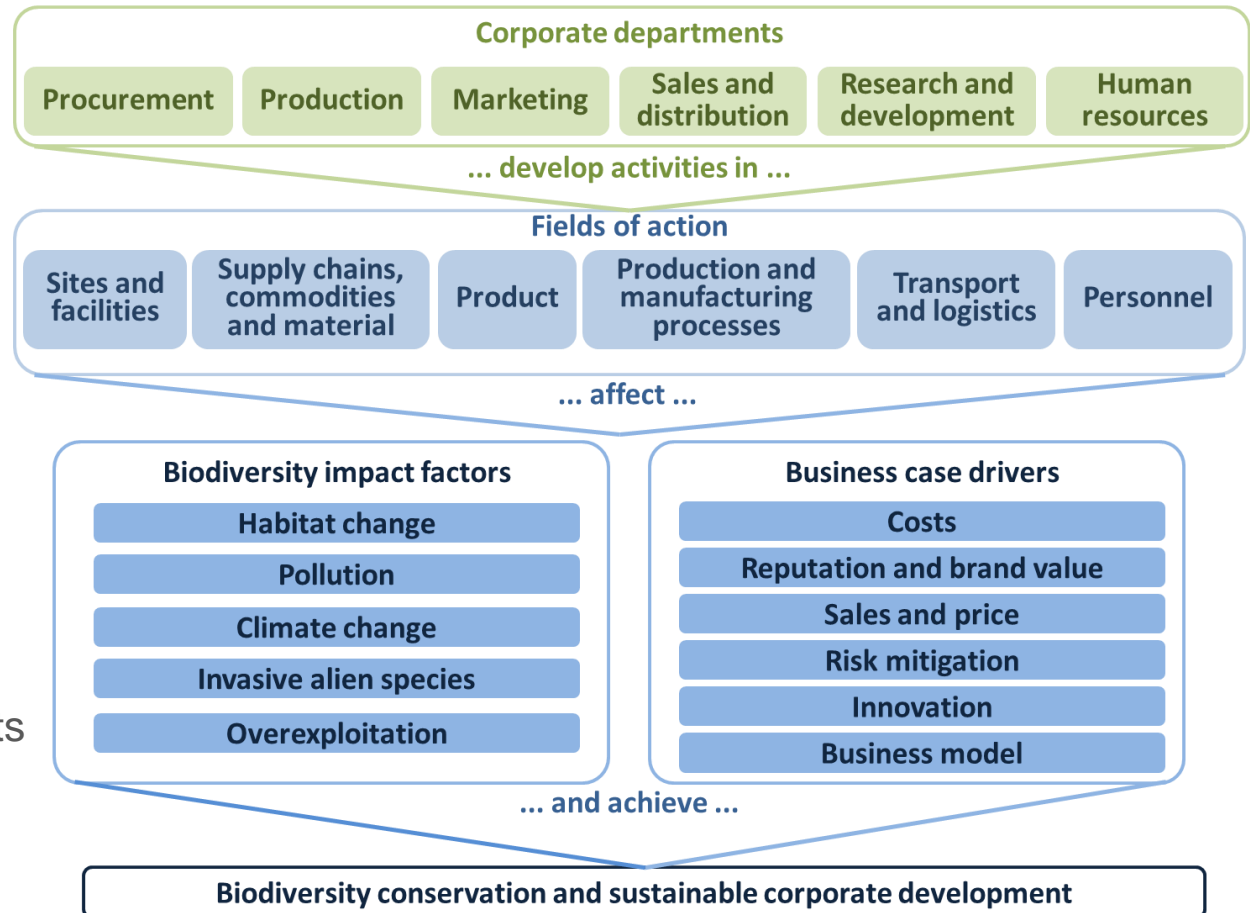 Corporate departments
Procurement
Production
Marketing
Sales and
distribution
Research and
development
Human
resources
... develop activities in ...
Fields of action
Sites and
facilities
Supply chains,
commodities
and material
Product
Production and
manufacturing
processes
Transport
and logistics
Personnel
... affect ...
Biodiversity impact factors
Habitat change
Pollution
Climate change
Invasive alien species
Overexploitation
Business case drivers
Costs
Reputation and brand value
Sales and price
Risk mitigation
Innovation
Business model
... and achieve ...
Biodiversity conservation and sustainable corporate development